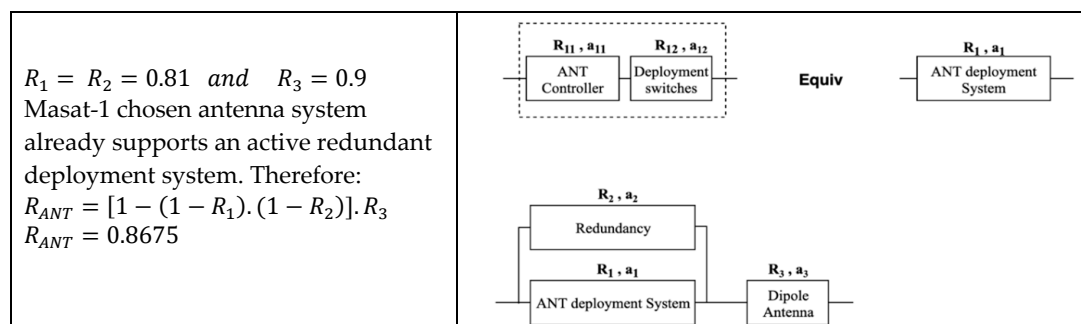 R₁ = R₂ = 0.81 and R₃ = 0.9
Masat-1 chosen antenna system
already supports an active redundant
deployment system. Therefore:
R_ANT = [1 − (1 − R₁). (1 − R₂)]. R₃
R_ANT = 0.8675
R₁₁ , a₁₁
ANT
Controller
R₁₂ , a₁₂
Deployment
switches
Equiv
R₁ , a₁
ANT deployment
System
R₂ , a₂
Redundancy
R₁ , a₁
ANT deployment System
R₃ , a₃
Dipole
Antenna